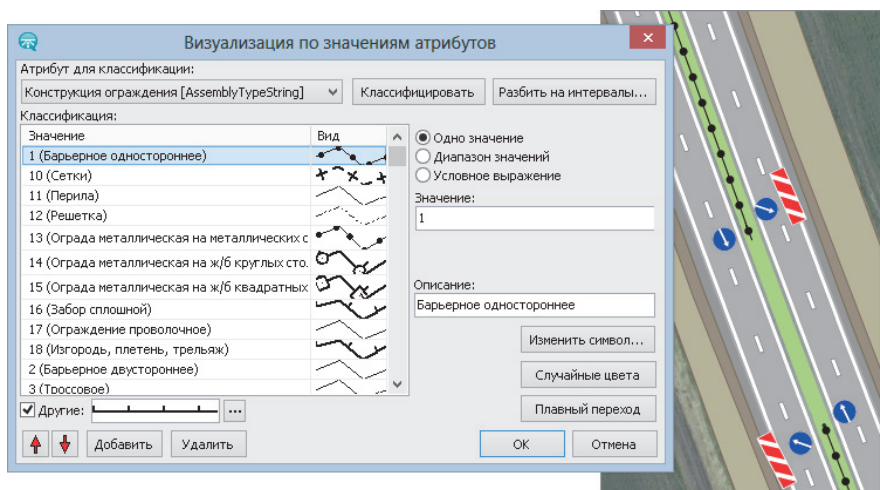 Визуализация по значениям атрибутов
Атрибут для классификации:
Конструкция ограждения [AssemblyTypeString]
Классифицировать
Разбить на интервалы...
Классификация:
Значение Вид
1 (Барьерное одностороннее)
10 (Сетки)
11 (Перила)
12 (Решетка)
13 (Ограда металлическая на металлических с
14 (Ограда металлическая на ж/б круглых сто.
15 (Ограда металлическая на ж/б квадратных
16 (Забор сплошной)
17 (Ограждение проволочное)
18 (Изгородь, плетень, трельяж)
2 (Барьерное двустороннее)
3 (Троссовое)
Одно значение
Диапазон значений
Условное выражение
Значение:
1
Описание:
Барьерное одностороннее
Изменить символ...
Случайные цвета
Плавный переход
Другие:
...
Добавить
Удалить
ОК
Отмена